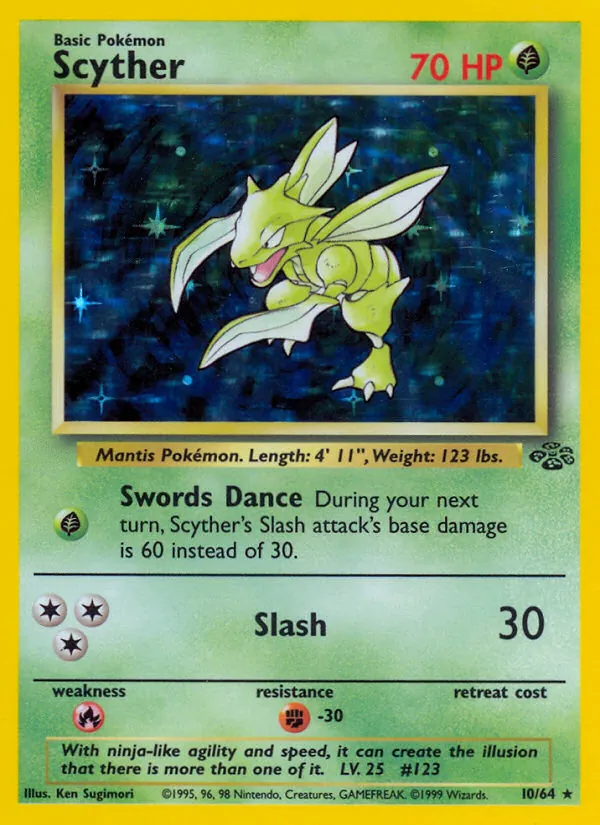 Basic Pokémon
Scyther
70 HP
Mantis Pokémon. Length: 4' 11", Weight: 123 lbs.
Swords Dance During your next
turn, Scyther's Slash attack's base damage
is 60 instead of 30.
Slash 30
weakness resistance retreat cost
-30
With ninja-like agility and speed, it can create the illusion
that there is more than one of it. LV. 25 #123
Illus. Ken Sugimori ©1995, 96, 98 Nintendo, Creatures, GAMEFREAK. ©1999 Wizards. 10/64 ★